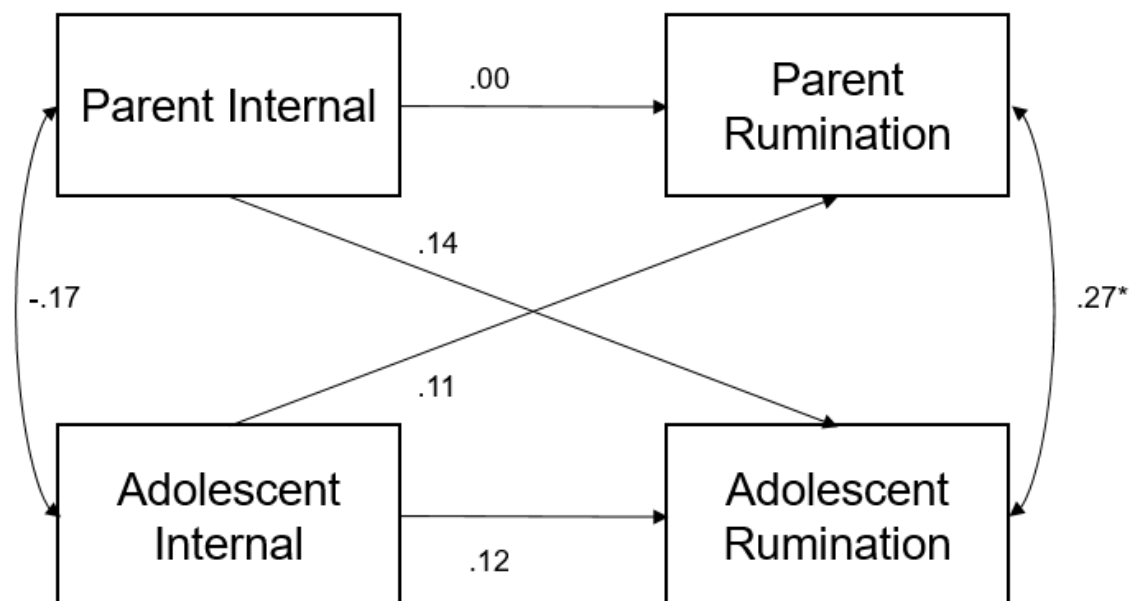 Parent Internal
.00
Parent
Rumination
.14
-.17
.27*
.11
Adolescent
Internal
.12
Adolescent
Rumination